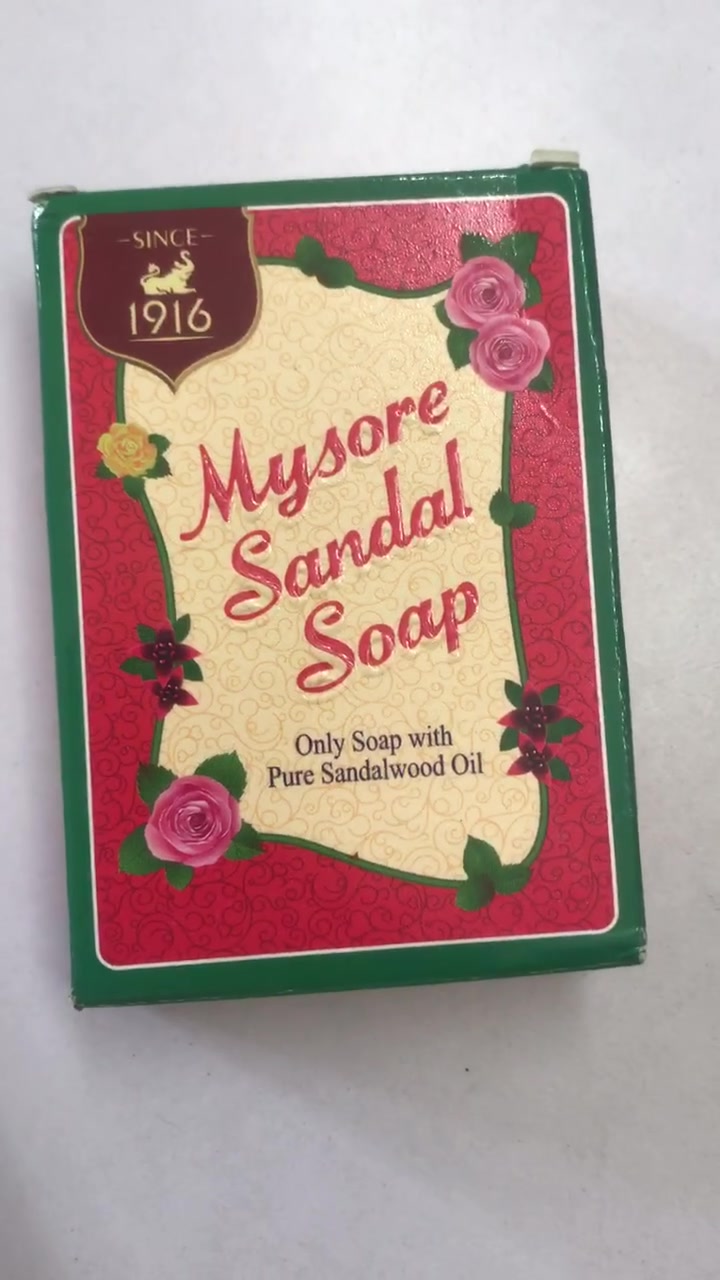 -SINCE-
1916
Mysore
Sandal
Soap
Only Soap with
Pure Sandalwood Oil